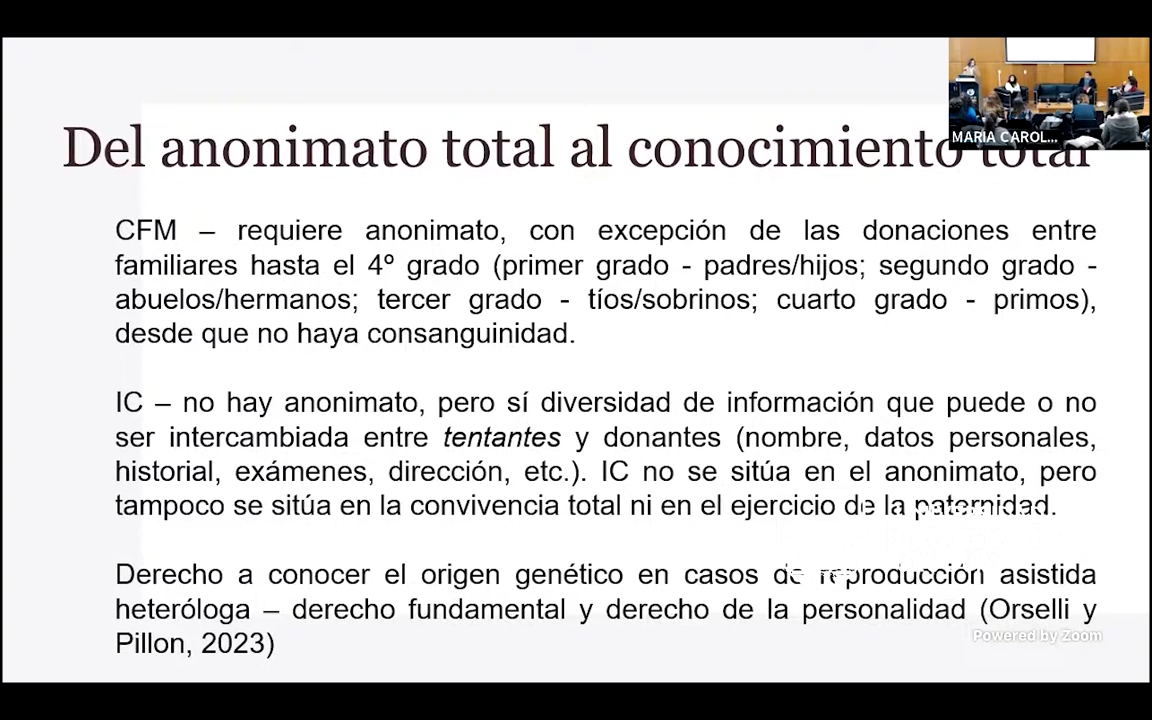 Del anonimato total al conocimiento total
MARIA CAROL...
CFM – requiere anonimato, con excepción de las donaciones entre
familiares hasta el 4º grado (primer grado - padres/hijos; segundo grado -
abuelos/hermanos; tercer grado - tíos/sobrinos; cuarto grado - primos),
desde que no haya consanguinidad.
IC – no hay anonimato, pero sí diversidad de información que puede o no
ser intercambiada entre tentantes y donantes (nombre, datos personales,
historial, exámenes, dirección, etc.). IC no se sitúa en el anonimato, pero
tampoco se sitúa en la convivencia total ni en el ejercicio de la paternidad.
Derecho a conocer el origen genético en casos de reproducción asistida
heteróloga – derecho fundamental y derecho de la personalidad (Orselli y
Pillon, 2023)
Powered by Zoom